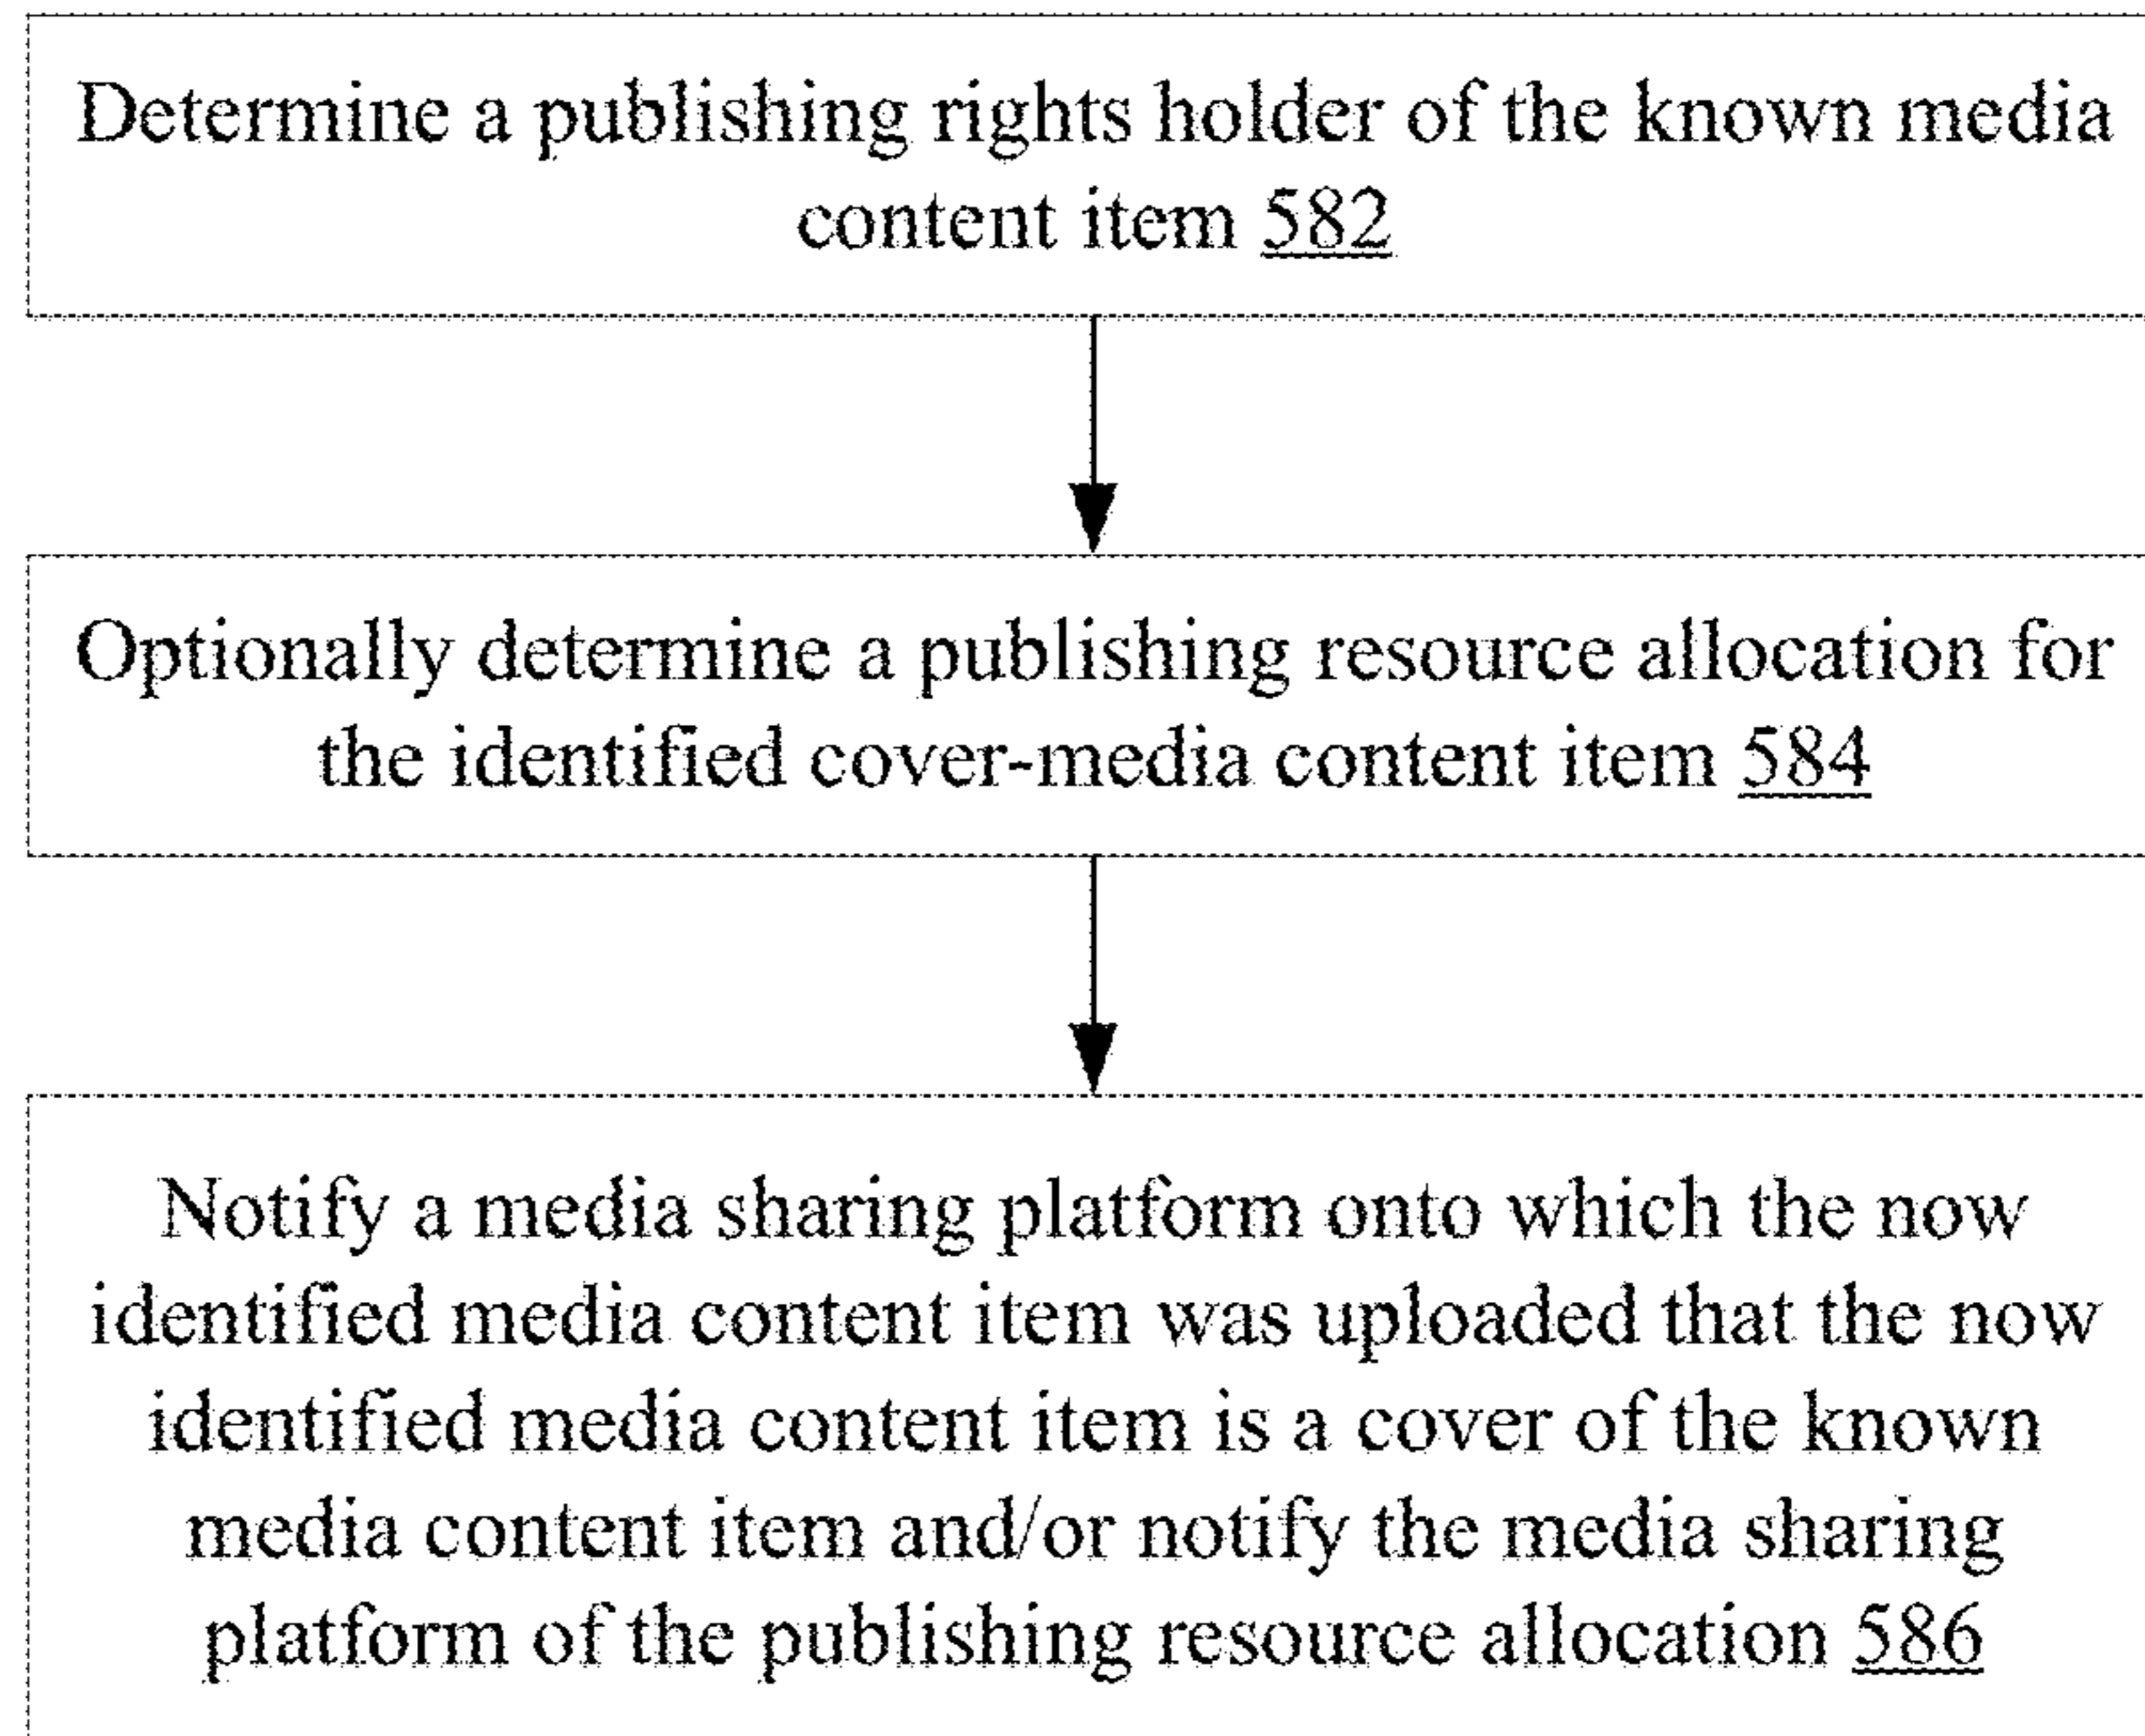 Determine a publishing rights holder of the known media
content item 582
Optionally determine a publishing resource allocation for
the identified cover-media content item 584
Notify a media sharing platform onto which the now
identified media content item was uploaded that the now
identified media content item is a cover of the known
media content item and/or notify the media sharing
platform of the publishing resource allocation 586